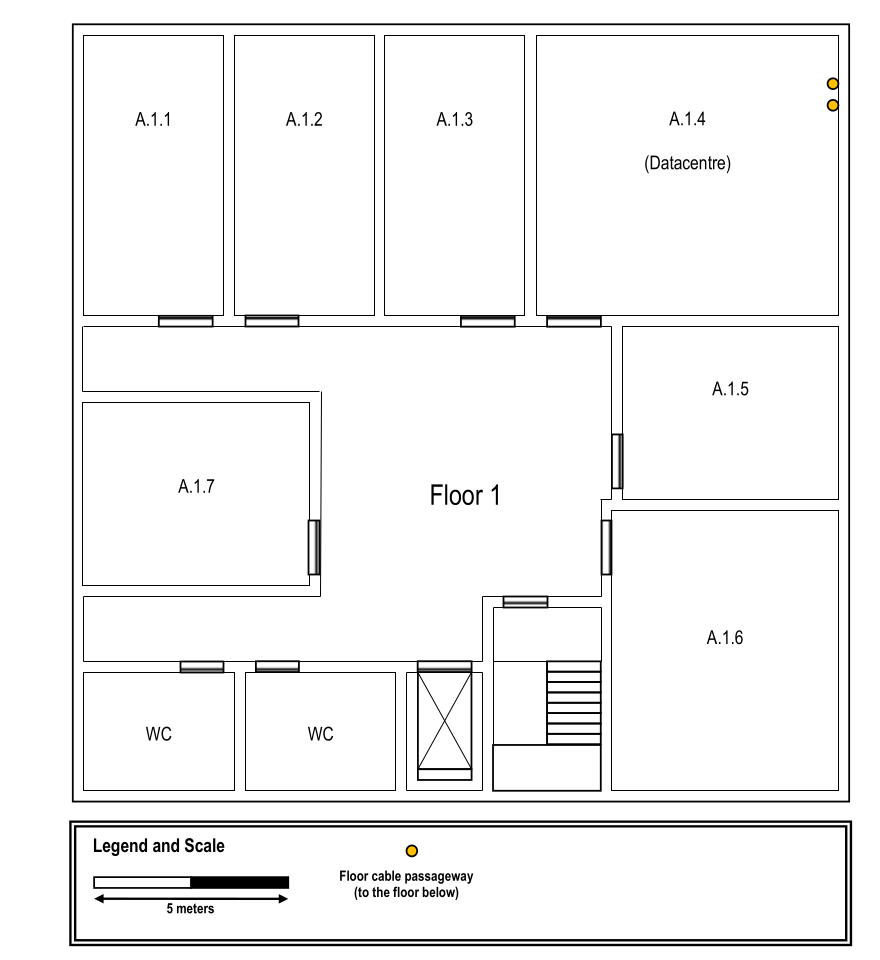 A.1.1
A.1.2
A.1.3
A.1.4
(Datacentre)
A.1.5
A.1.7
Floor 1
A.1.6
WC
WC
Legend and Scale
5 meters
Floor cable passageway
(to the floor below)